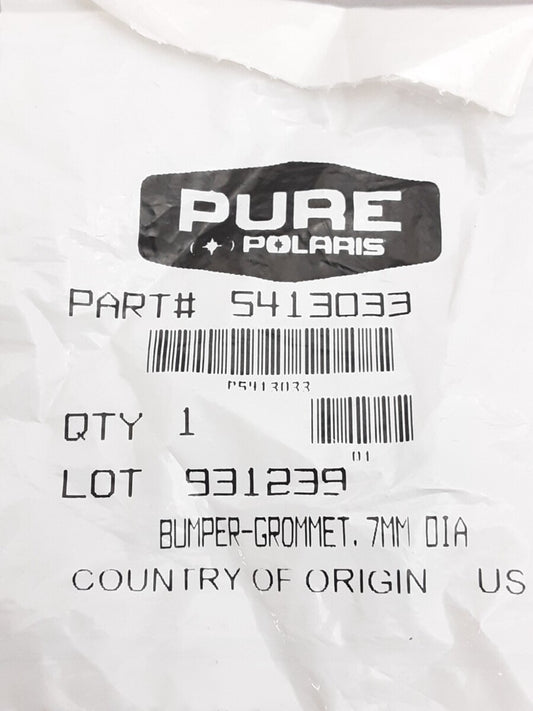 PURE
POLARIS
PART# 5413033
P5413033
QTY 1
01
LOT 931239
BUMPER-GROMMET, 7MM DIA
COUNTRY OF ORIGIN US